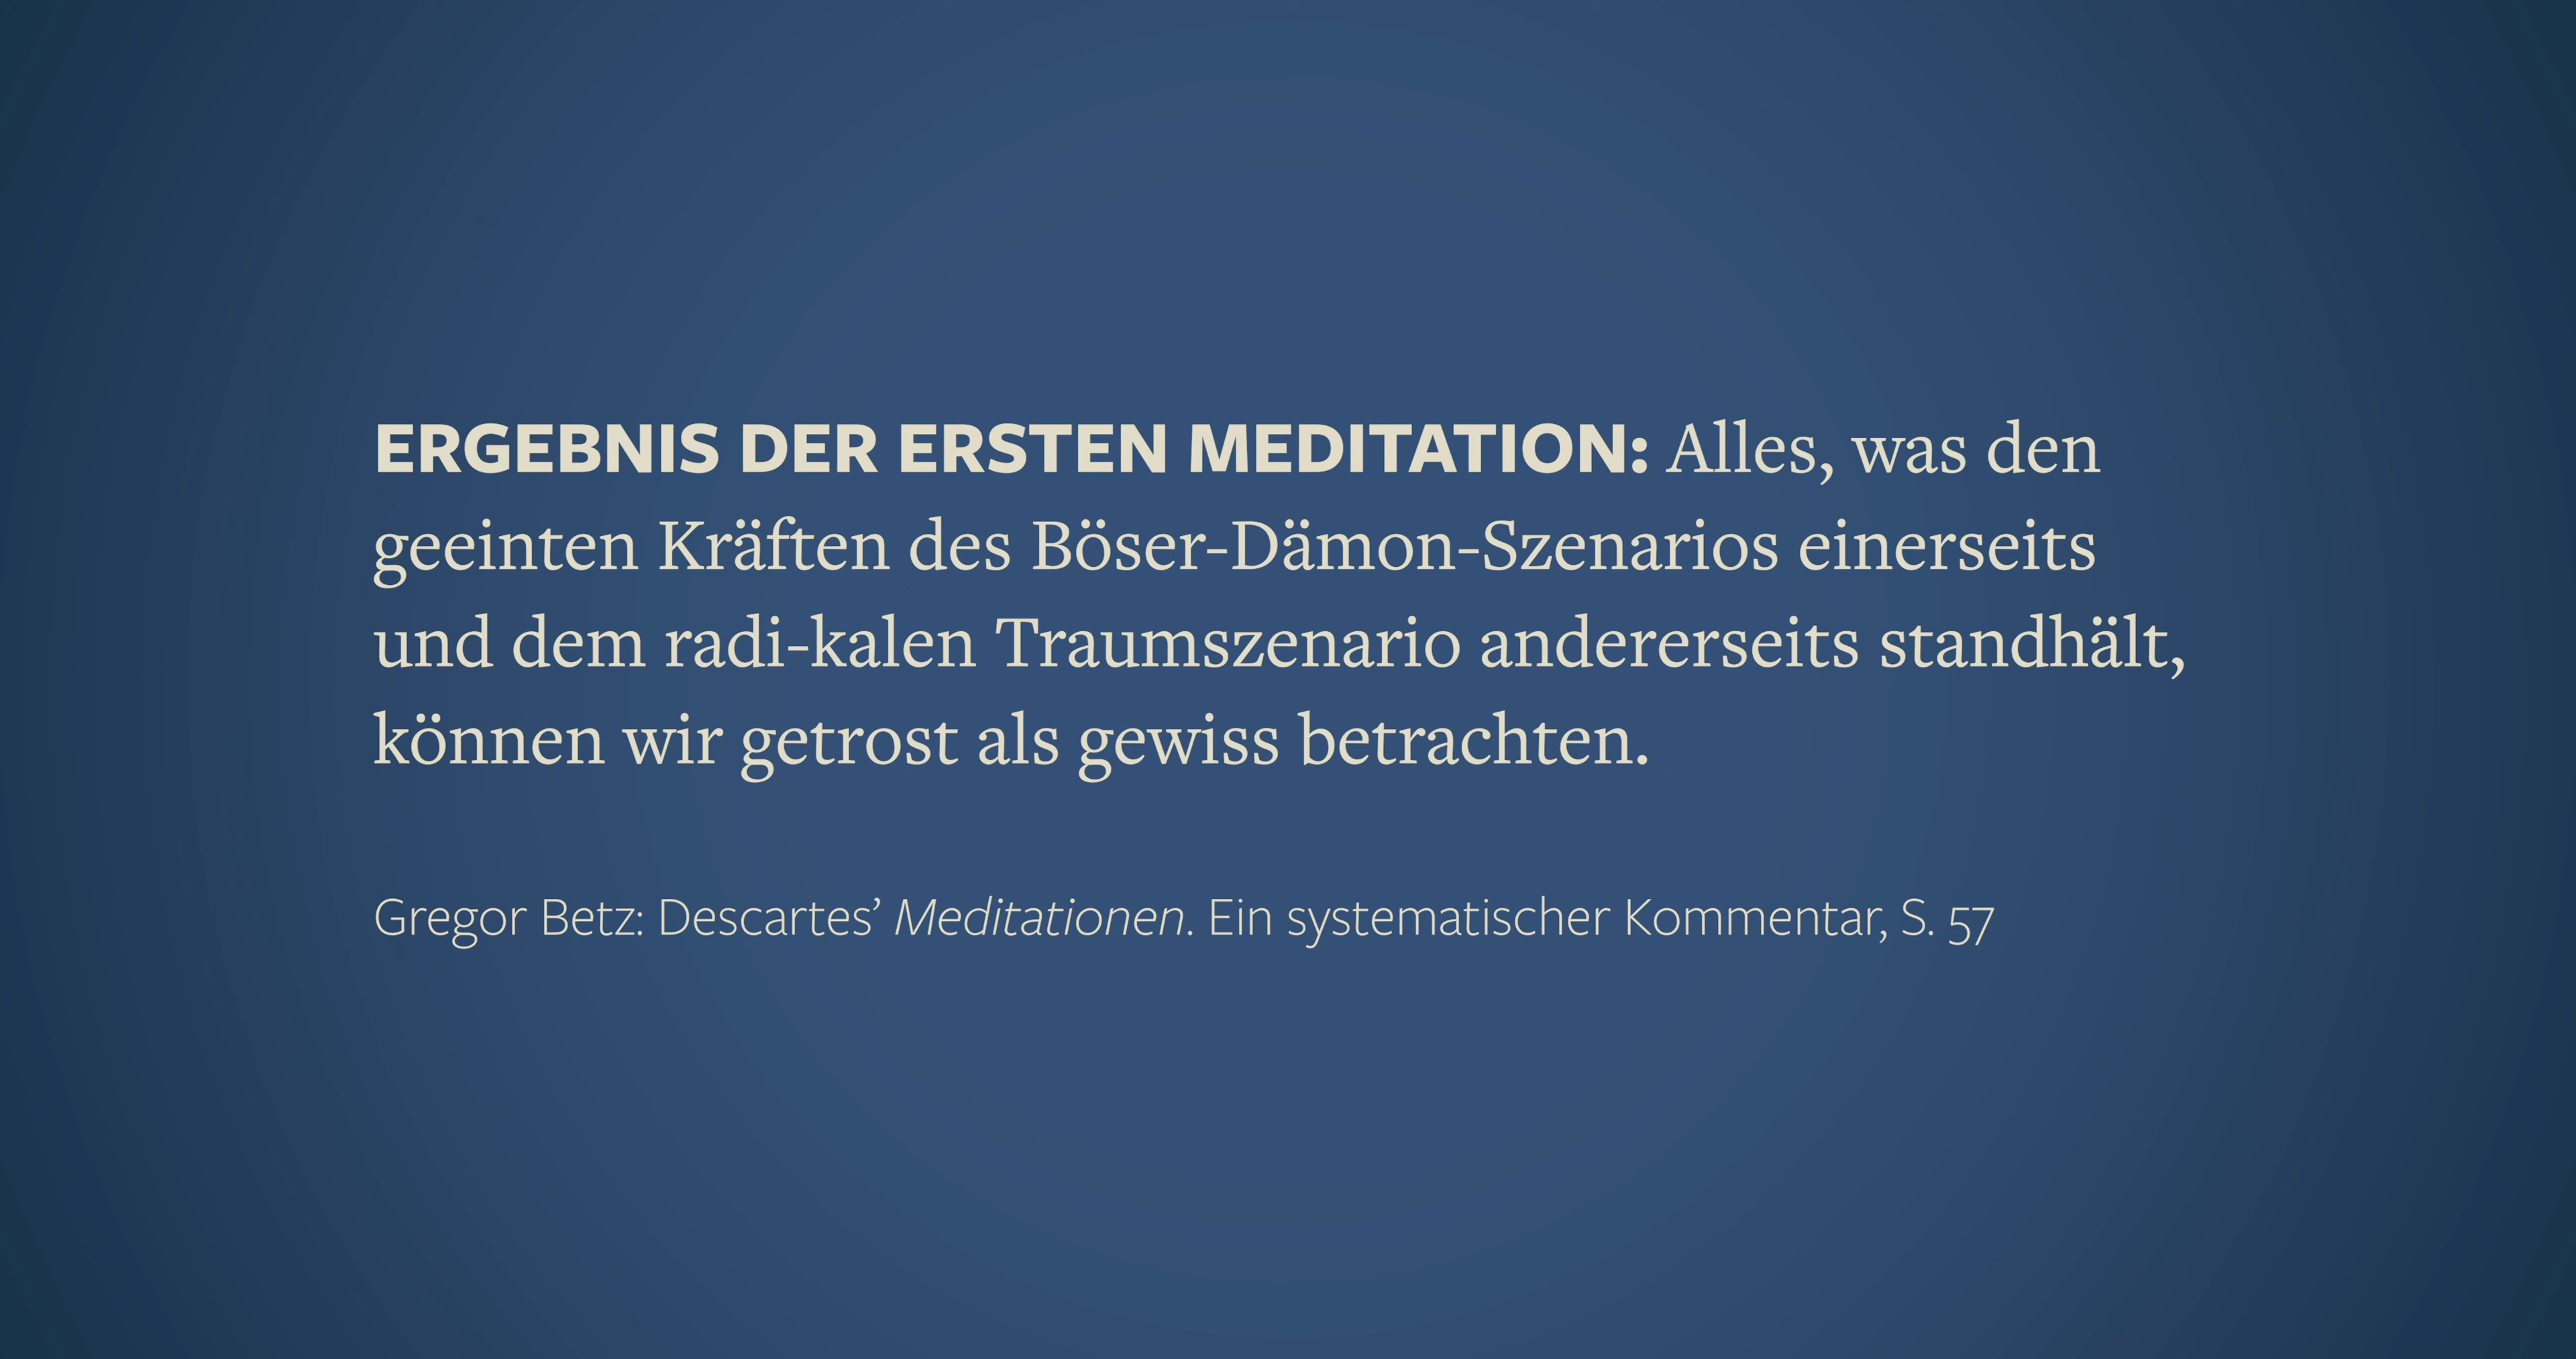 ERGEBNIS DER ERSTEN MEDITATION: Alles, was den
geeinten Kräften des Böser-Dämon-Szenarios einerseits
und dem radi-kalen Traumszenario andererseits standhält,
können wir getrost als gewiss betrachten.
Gregor Betz: Descartes’ Meditationen. Ein systematischer Kommentar, S. 57